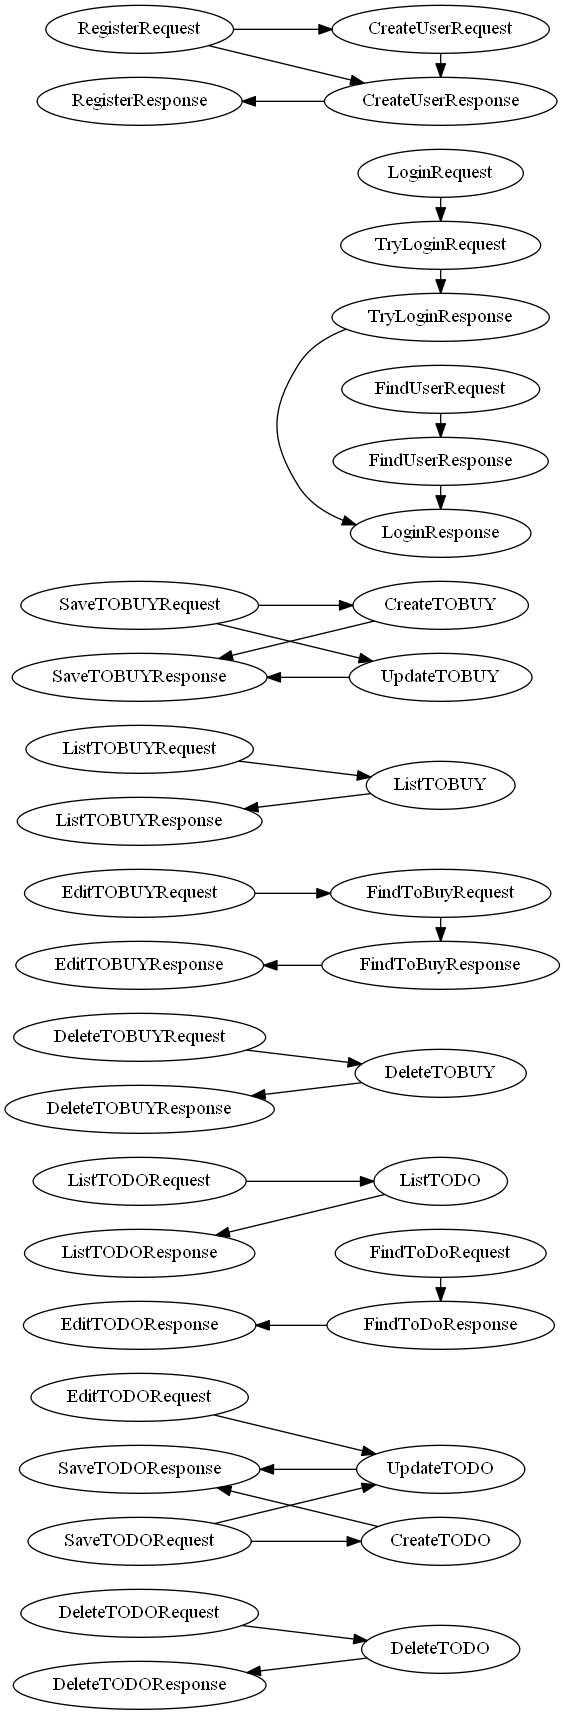 RegisterRequest
CreateUserRequest
RegisterResponse
CreateUserResponse
LoginRequest
TryLoginRequest
TryLoginResponse
FindUserRequest
FindUserResponse
LoginResponse
SaveTOBUYRequest
CreateTOBUY
SaveTOBUYResponse
UpdateTOBUY
ListTOBUYRequest
ListTOBUY
ListTOBUYResponse
EditTOBUYRequest
FindToBuyRequest
EditTOBUYResponse
FindToBuyResponse
DeleteTOBUYRequest
DeleteTOBUY
DeleteTOBUYResponse
ListTODORequest
ListTODO
ListTODOResponse
FindToDoRequest
EditTODOResponse
FindToDoResponse
EditTODORequest
SaveTODOResponse
UpdateTODO
SaveTODORequest
CreateTODO
DeleteTODORequest
DeleteTODO
DeleteTODOResponse